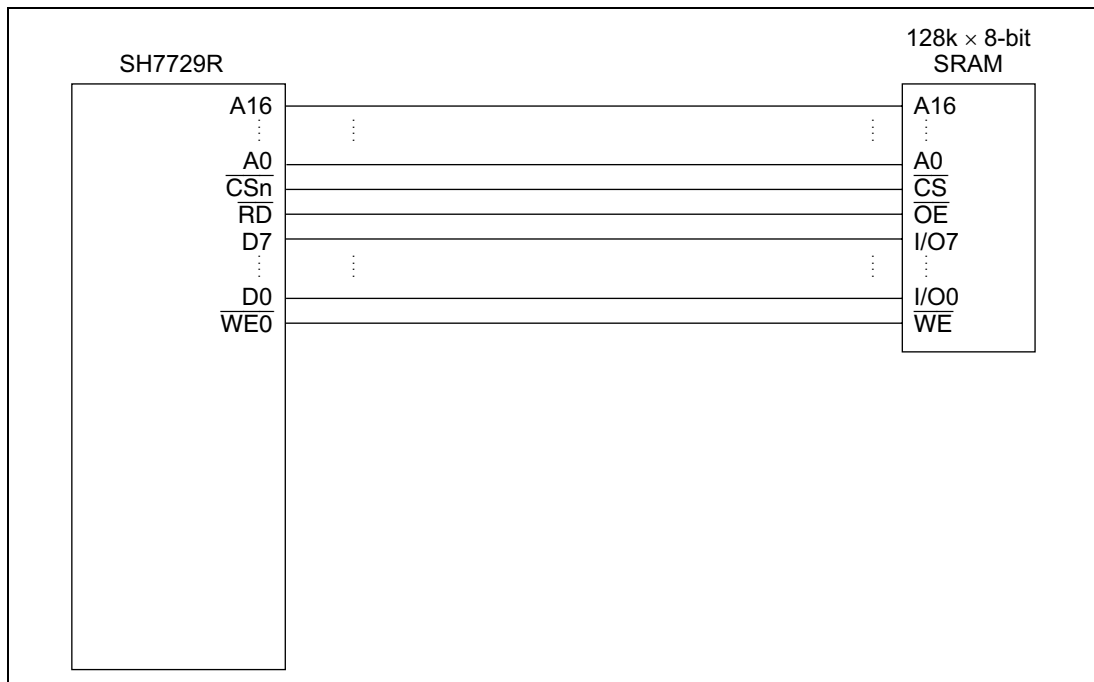 SH7729R
A16
A0
CSn
RD
D7
D0
WE0
128k × 8-bit
SRAM
A16
A0
CS
OE
I/O7
I/O0
WE